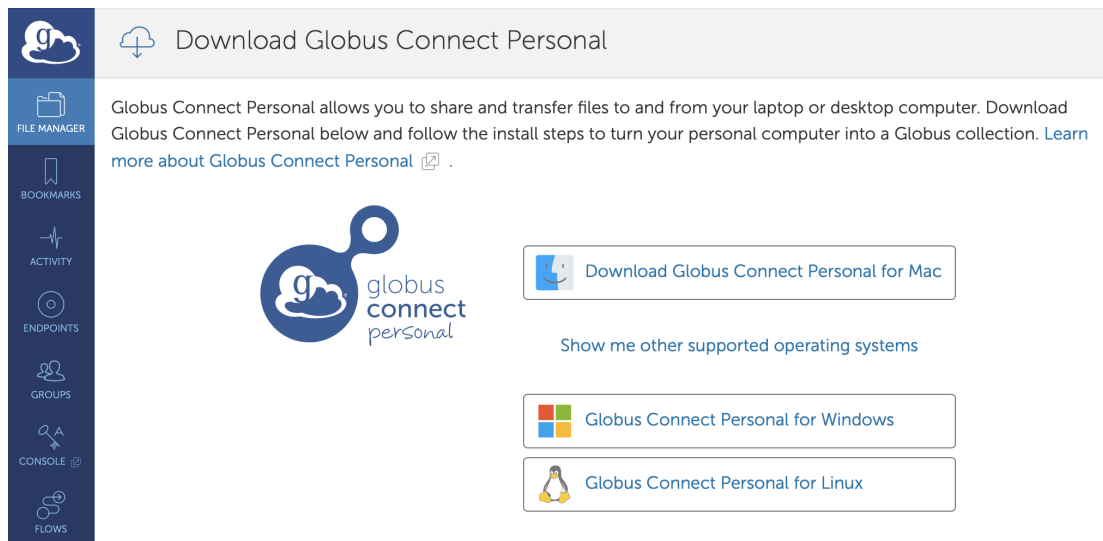 g
Download Globus Connect Personal
FILE MANAGER
BOOKMARKS
ACTIVITY
ENDPOINTS
GROUPS
CONSOLE
FLOWS
Globus Connect Personal allows you to share and transfer files to and from your laptop or desktop computer. Download
Globus Connect Personal below and follow the install steps to turn your personal computer into a Globus collection. Learn
more about Globus Connect Personal .
g
globus
connect
personal
Download Globus Connect Personal for Mac
Show me other supported operating systems
Globus Connect Personal for Windows
Globus Connect Personal for Linux